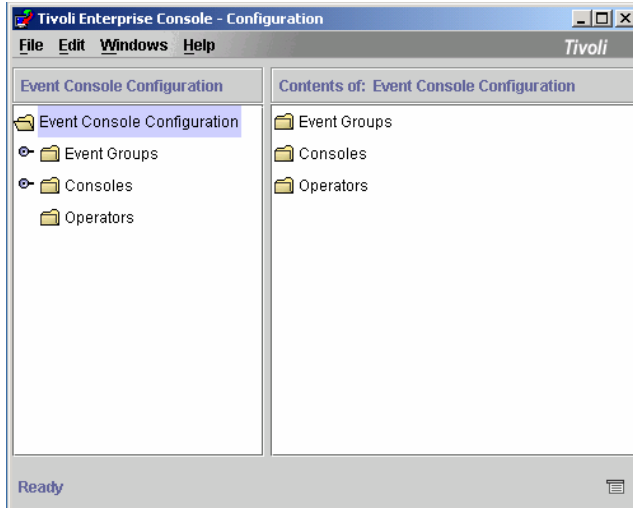 Tivoli Enterprise Console - Configuration
File Edit Windows Help
Tivoli
Event Console Configuration
Contents of: Event Console Configuration
Event Console Configuration
Event Groups
Consoles
Operators
Event Groups
Consoles
Operators
Ready